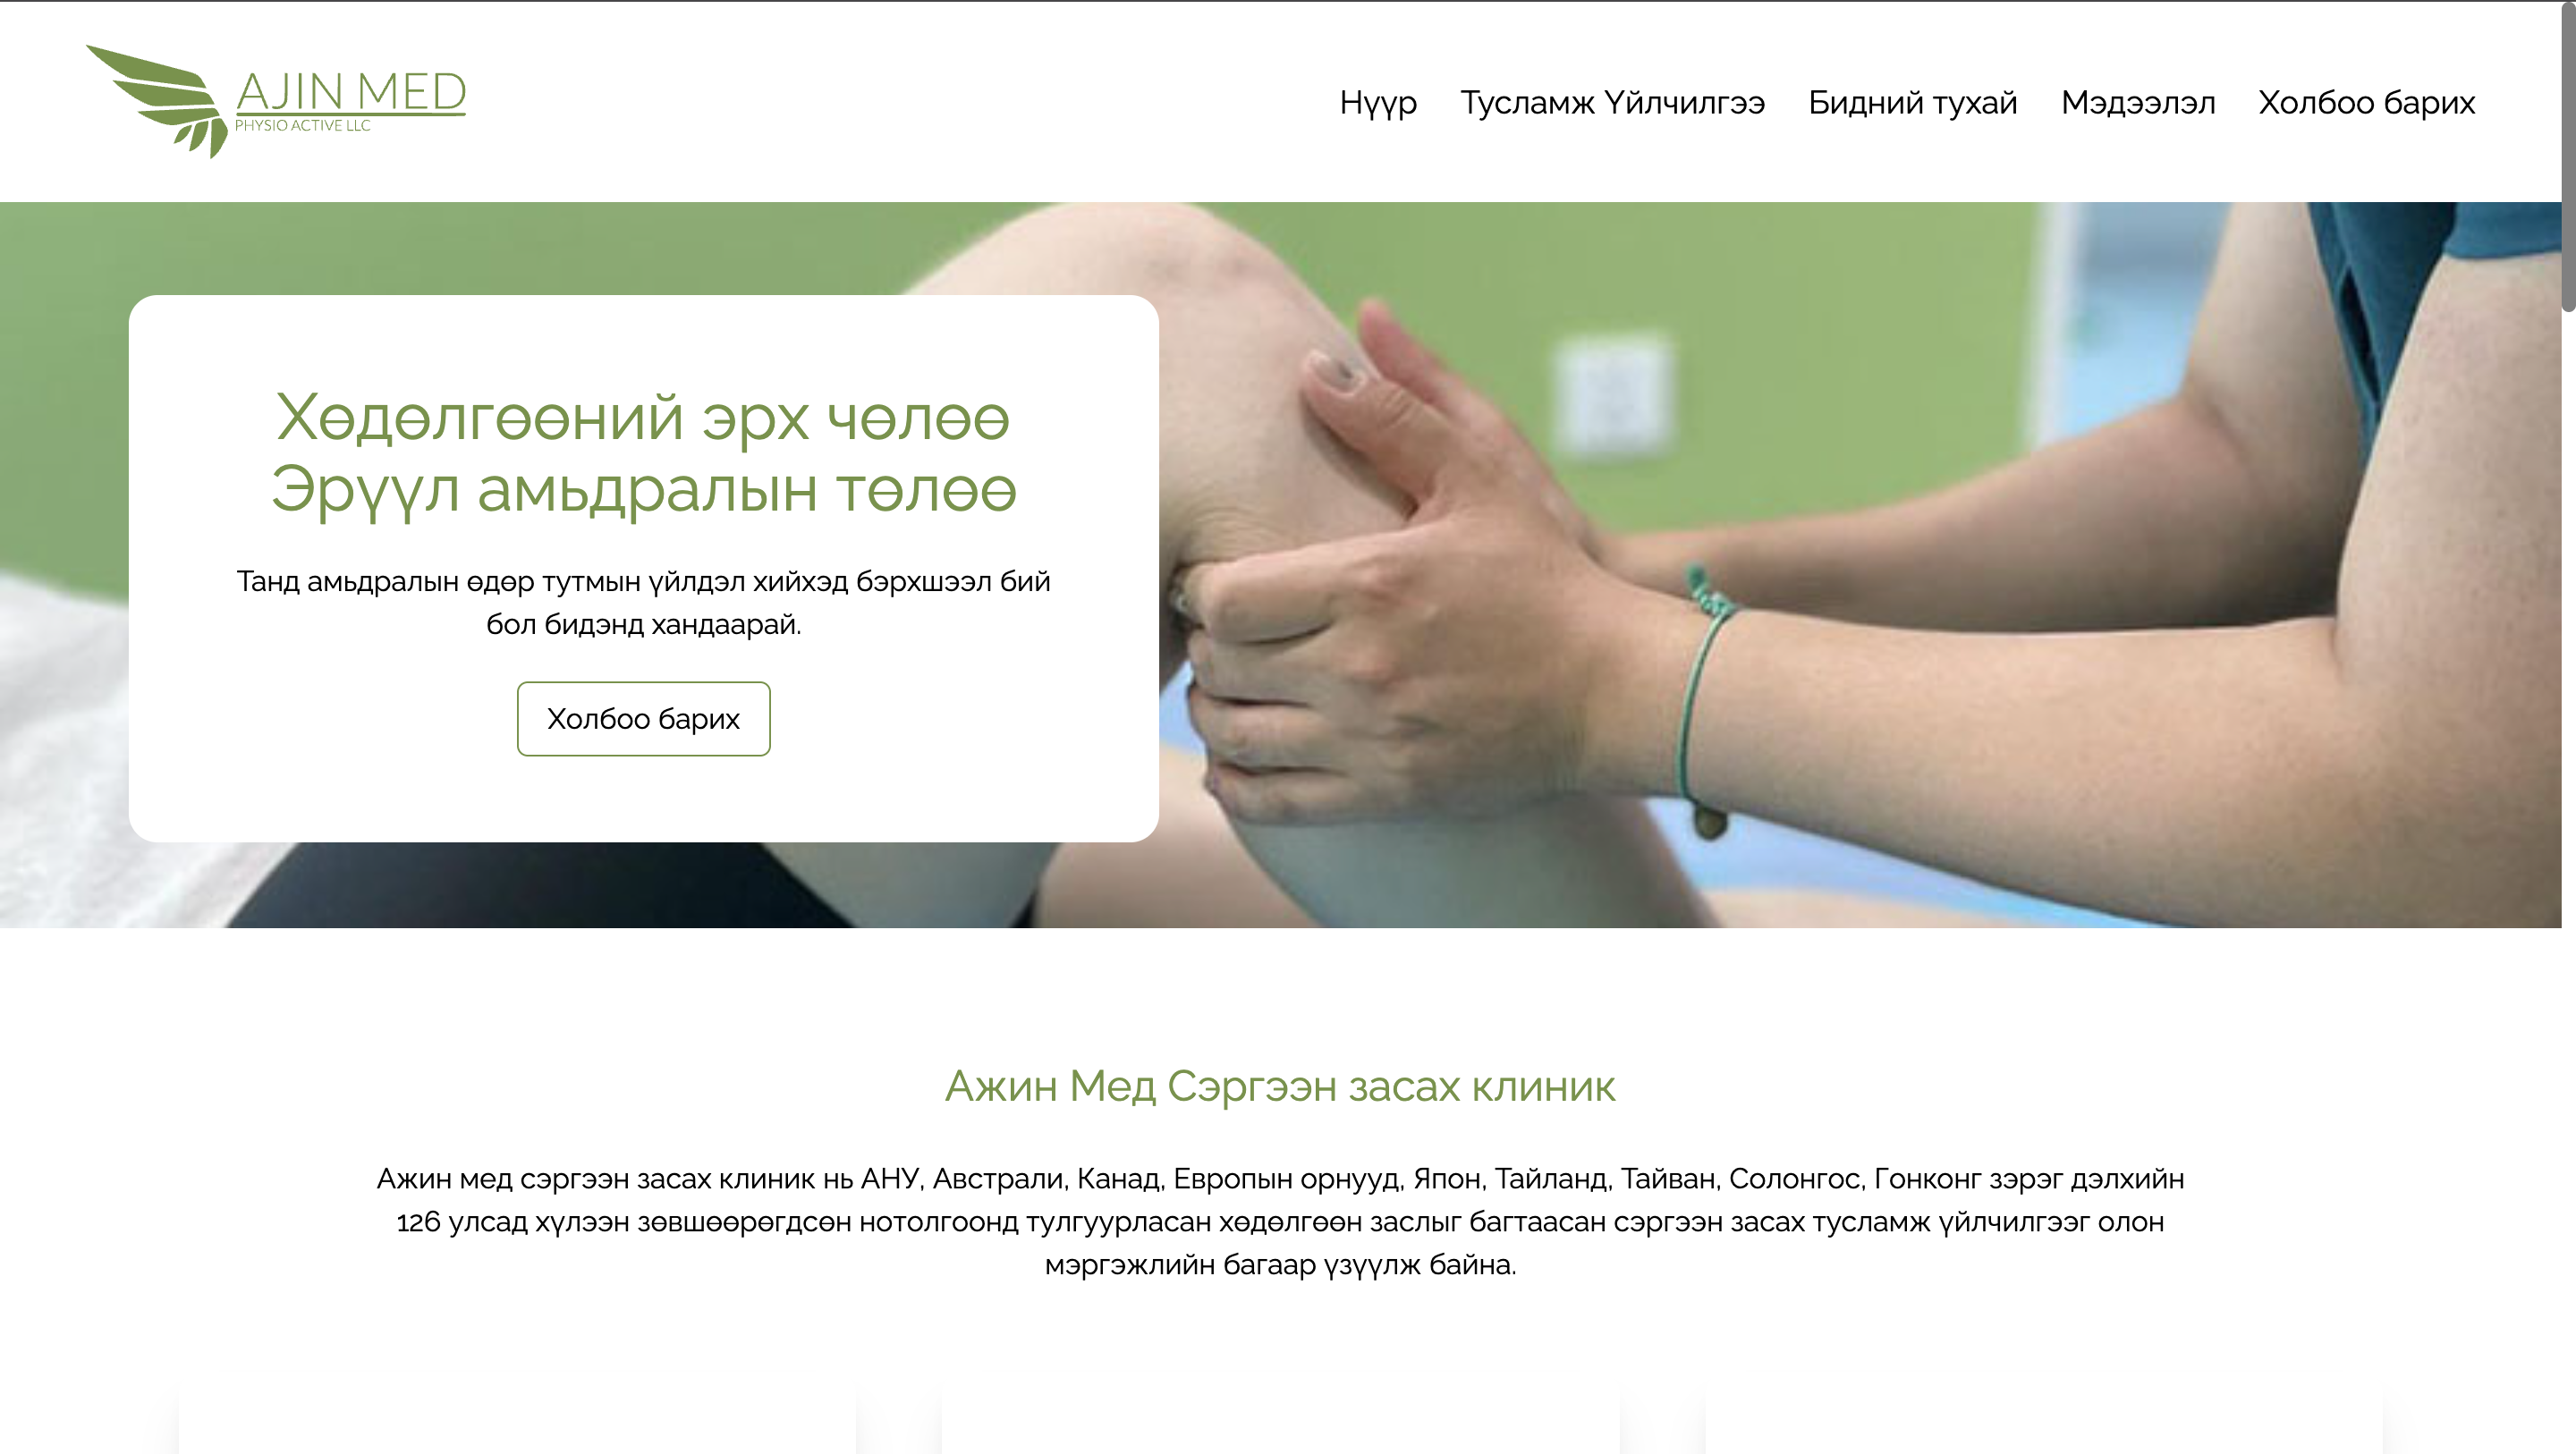 AJIN MED
PHYSIO ACTIVE LLC
Нүүр Тусламж Үйлчилгээ Бидний тухай Мэдээлэл Холбоо барих
Хөдөлгөөний эрх чөлөө
Эрүүл амьдралын төлөө
Танд амьдралын өдөр тутмын үйлдэл хийхэд бэрхшээл бий
бол бидэнд хандаарай.
Холбоо барих
Ажин Мед Сэргээн засах клиник
Ажин мед сэргээн засах клиник нь АНУ, Австрали, Канад, Европын орнууд, Япон, Тайланд, Тайван, Солонгос, Гонконг зэрэг дэлхийн
126 улсад хүлээн зөвшөөрөгдсөн нотолгоонд тулгуурласан хөдөлгөөн заслыг багтаасан сэргээн засах тусламж үйлчилгээг олон
мэргэжлийн багаар үзүүлж байна.